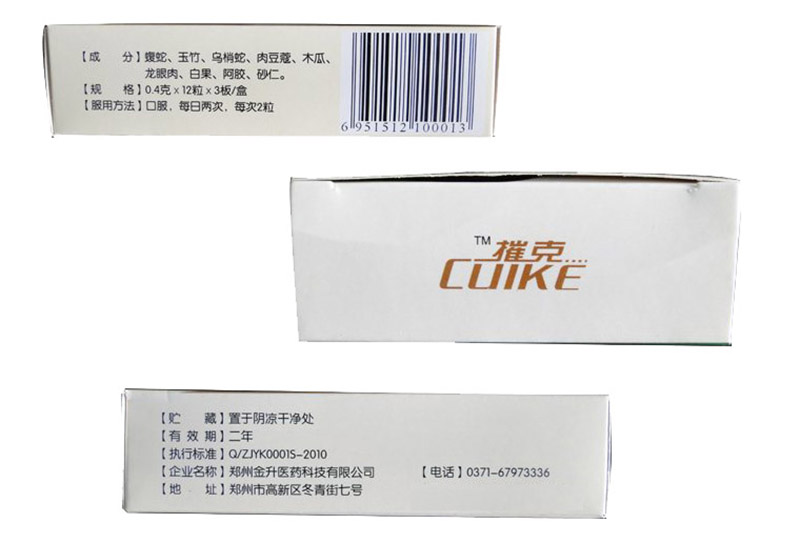 【成　分】蝮蛇、玉竹、乌梢蛇、肉豆蔻、木瓜、
龙眼肉、白果、阿胶、砂仁。
【规　格】0.4克×12粒×3板/盒
【服用方法】口服，每日两次，每次2粒
6 951512 100013
TM 摧克
CUIKE
【贮　藏】置于阴凉干净处
【有 效 期】二年
【执行标准】Q/ZJYK0001S-2010
【企业名称】郑州金升医药科技有限公司　【电话】0371-67973336
【地　址】郑州市高新区冬青街七号